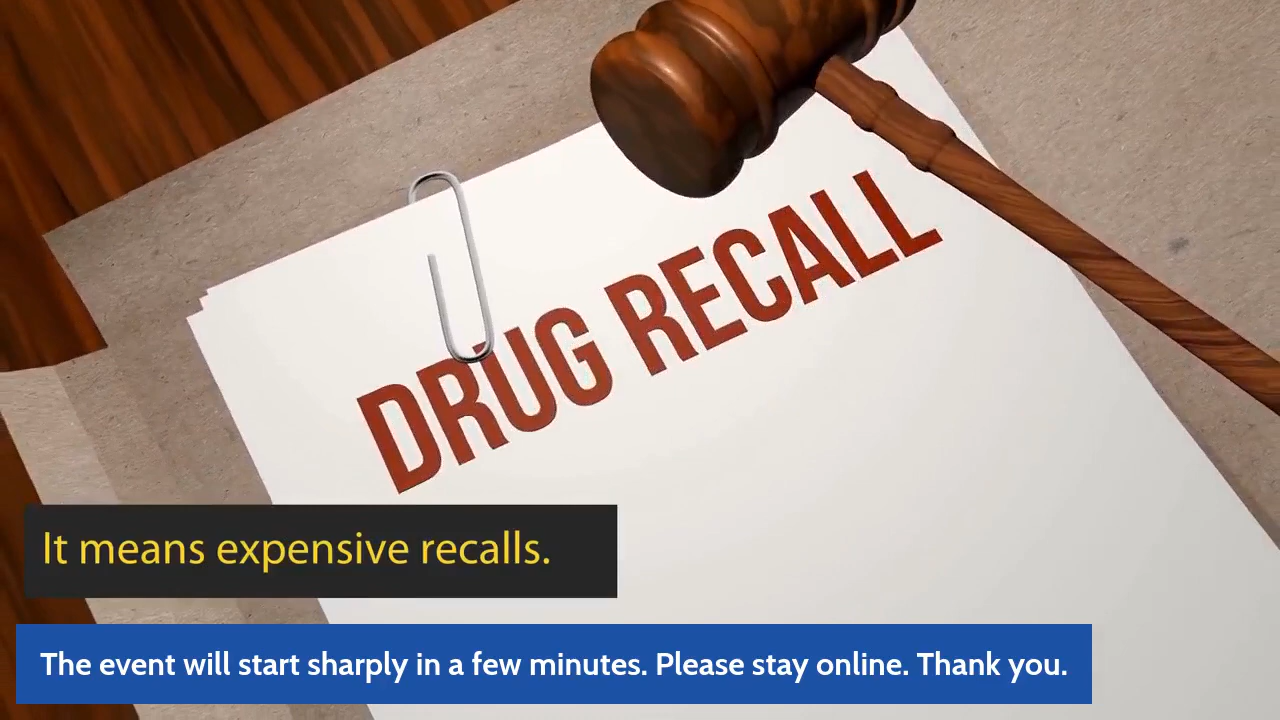 DRUG RECALL
It means expensive recalls.
The event will start sharply in a few minutes. Please stay online. Thank you.